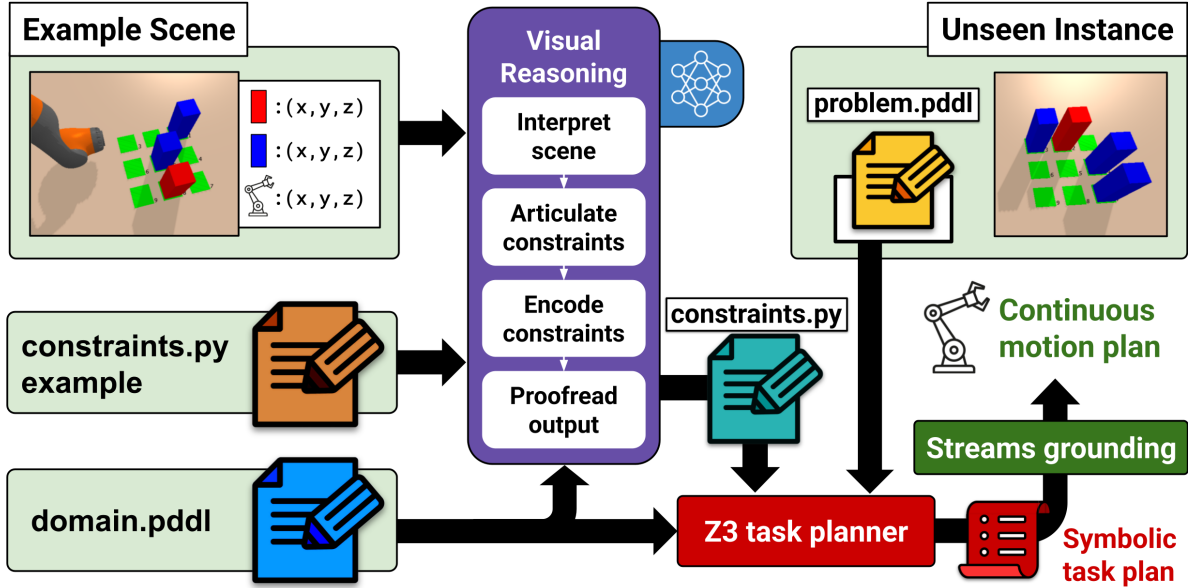 Example Scene
:(x,y,z)
:(x,y,z)
:(x,y,z)
constraints.py
example
domain.pddl
Visual
Reasoning
Interpret
scene
Articulate
constraints
Encode
constraints
Proofread
output
constraints.py
Unseen Instance
problem.pddl
Z3 task planner
Symbolic
task plan
Streams grounding
Continuous
motion plan